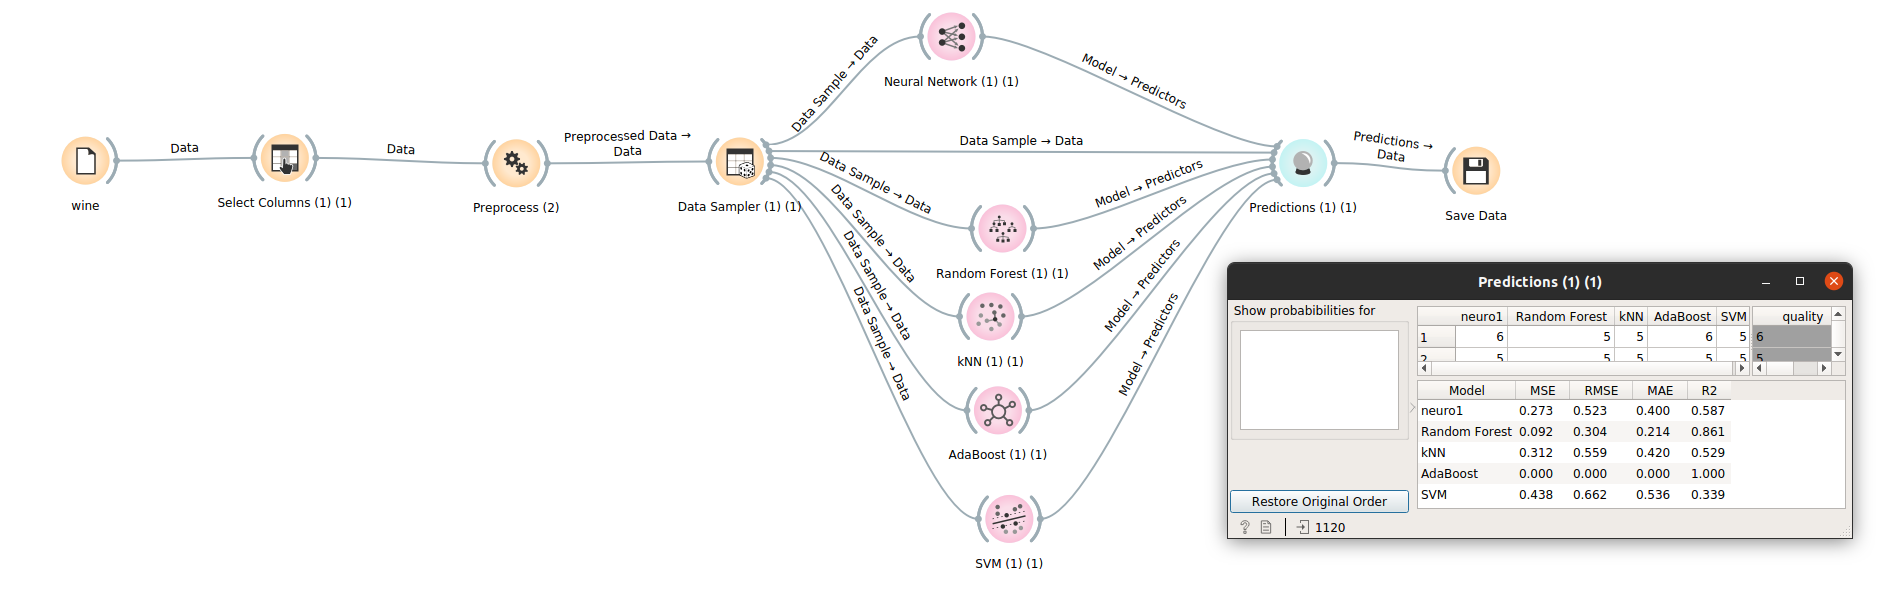 Data Sample → Data
Neural Network (1) (1)
Model → Predictors
Data
Data
Preprocessed Data →
Data
Data Sample → Data
Predictions →
Data
wine
Select Columns (1) (1)
Preprocess (2)
Data Sampler (1) (1)
Data Sample → Data
Model → Predictors
Predictions (1) (1)
Save Data
Random Forest (1) (1)
Data Sample → Data
Model → Predictors
kNN (1) (1)
Data Sample → Data
Model → Predictors
AdaBoost (1) (1)
Data Sample → Data
Model → Predictors
SVM (1) (1)
Predictions (1) (1)
Show probabilities for
neuro1 Random Forest kNN AdaBoost SVM quality
1 6 5 5 6 5 6
2 5 5 5 5 5 5
Model MSE RMSE MAE R2
neuro1 0.273 0.523 0.400 0.587
Random Forest 0.092 0.304 0.214 0.861
kNN 0.312 0.559 0.420 0.529
AdaBoost 0.000 0.000 0.000 1.000
SVM 0.438 0.662 0.536 0.339
Restore Original Order
? 1120